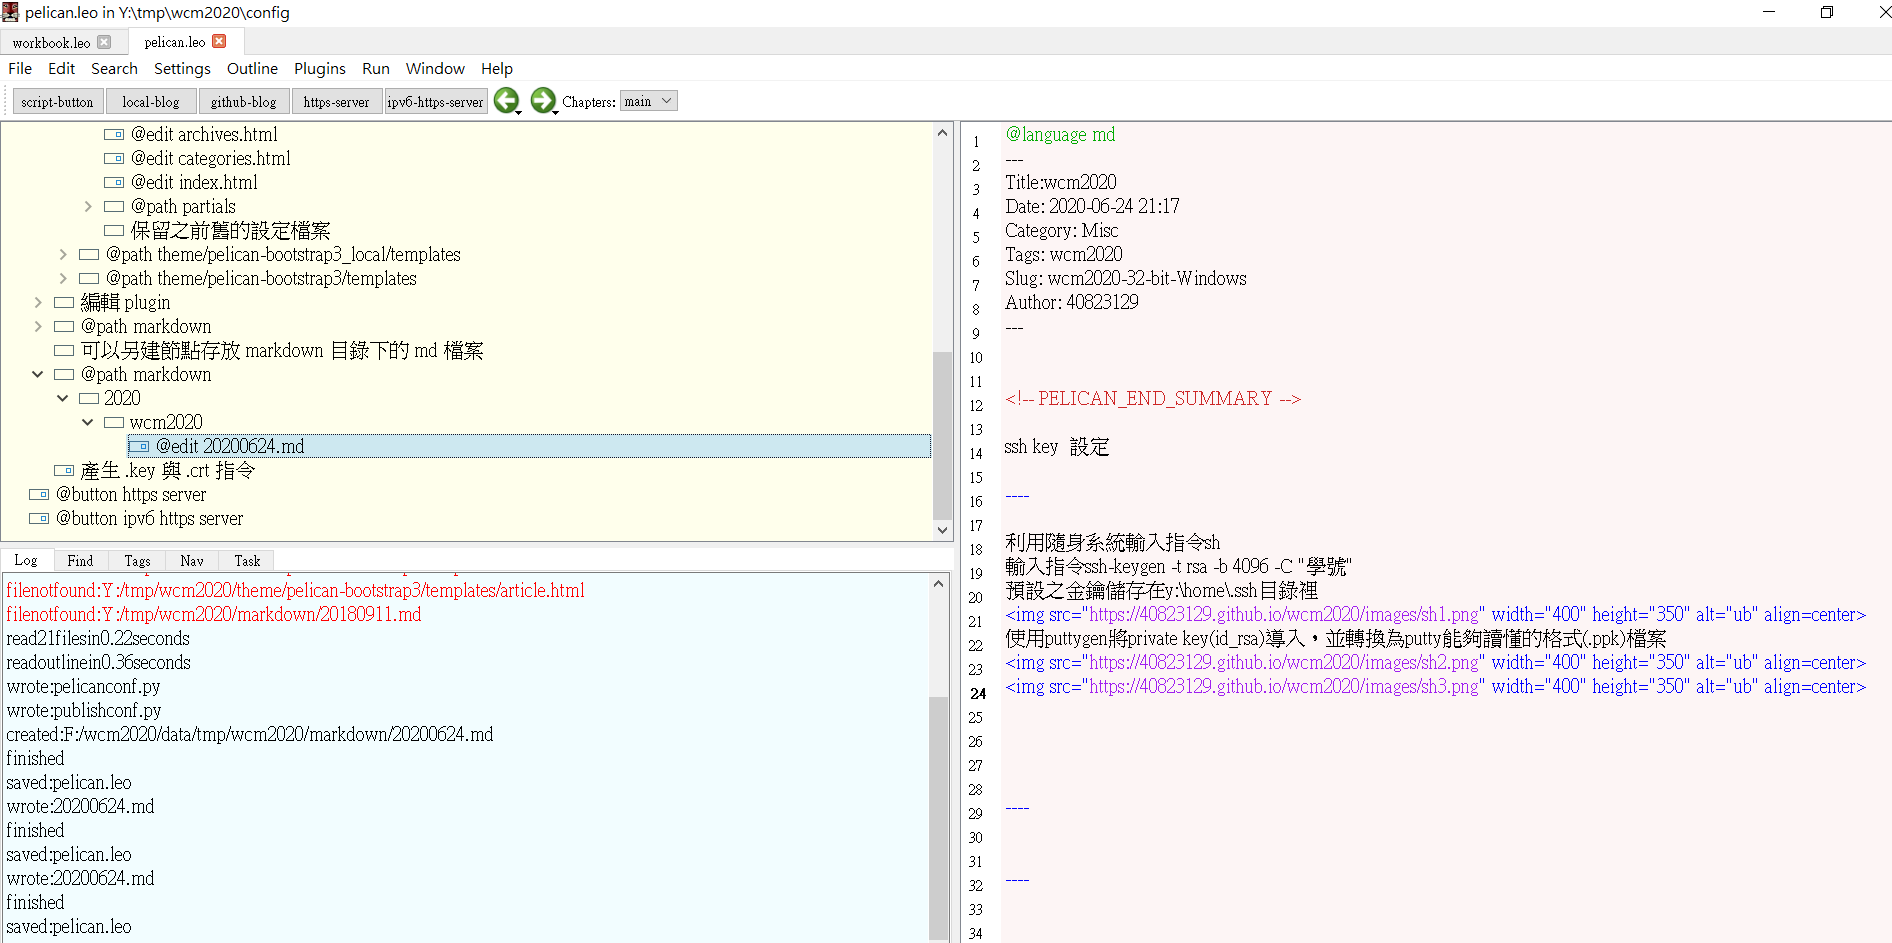 pelican.leo in Y:\tmp\wcm2020\config
workbook.leo
pelican.leo
File Edit Search Settings Outline Plugins Run Window Help
script-button local-blog github-blog https-server ipv6-https-server Chapters: main
@edit archives.html
@edit categories.html
@edit index.html
@path partials
保留之前舊的設定檔案
@path theme/pelican-bootstrap3_local/templates
@path theme/pelican-bootstrap3/templates
編輯 plugin
@path markdown
可以另建節點存放 markdown 目錄下的 md 檔案
@path markdown
2020
wcm2020
@edit 20200624.md
產生 .key 與 .crt 指令
@button https server
@button ipv6 https server
Log Find Tags Nav Task
filenotfound:Y:/tmp/wcm2020/theme/pelican-bootstrap3/templates/article.html
filenotfound:Y:/tmp/wcm2020/markdown/20180911.md
read21filesin0.22seconds
readoutlinein0.36seconds
wrote:pelicanconf.py
wrote:publishconf.py
created:F:/wcm2020/data/tmp/wcm2020/markdown/20200624.md
finished
saved:pelican.leo
wrote:20200624.md
finished
saved:pelican.leo
wrote:20200624.md
finished
saved:pelican.leo
1 @language md
2 ---
3 Title:wcm2020
4 Date: 2020-06-24 21:17
5 Category: Misc
6 Tags: wcm2020
7 Slug: wcm2020-32-bit-Windows
8 Author: 40823129
9 ---
10
11
12 <!-- PELICAN_END_SUMMARY -->
13
14 ssh key 設定
15
16 ----
17
18 利用隨身系統輸入指令sh
19 輸入指令ssh-keygen -t rsa -b 4096 -C "學號"
20 預設之金鑰儲存在y:\home\.ssh目錄裡
21 <img src="https://40823129.github.io/wcm2020/images/sh1.png" width="400" height="350" alt="ub" align=center>
22 使用puttygen將private key(id_rsa)導入，並轉換為putty能夠讀懂的格式(.ppk)檔案
23 <img src="https://40823129.github.io/wcm2020/images/sh2.png" width="400" height="350" alt="ub" align=center>
24 <img src="https://40823129.github.io/wcm2020/images/sh3.png" width="400" height="350" alt="ub" align=center>
25
26
27
28
29 ----
30
31
32 ----
33
34